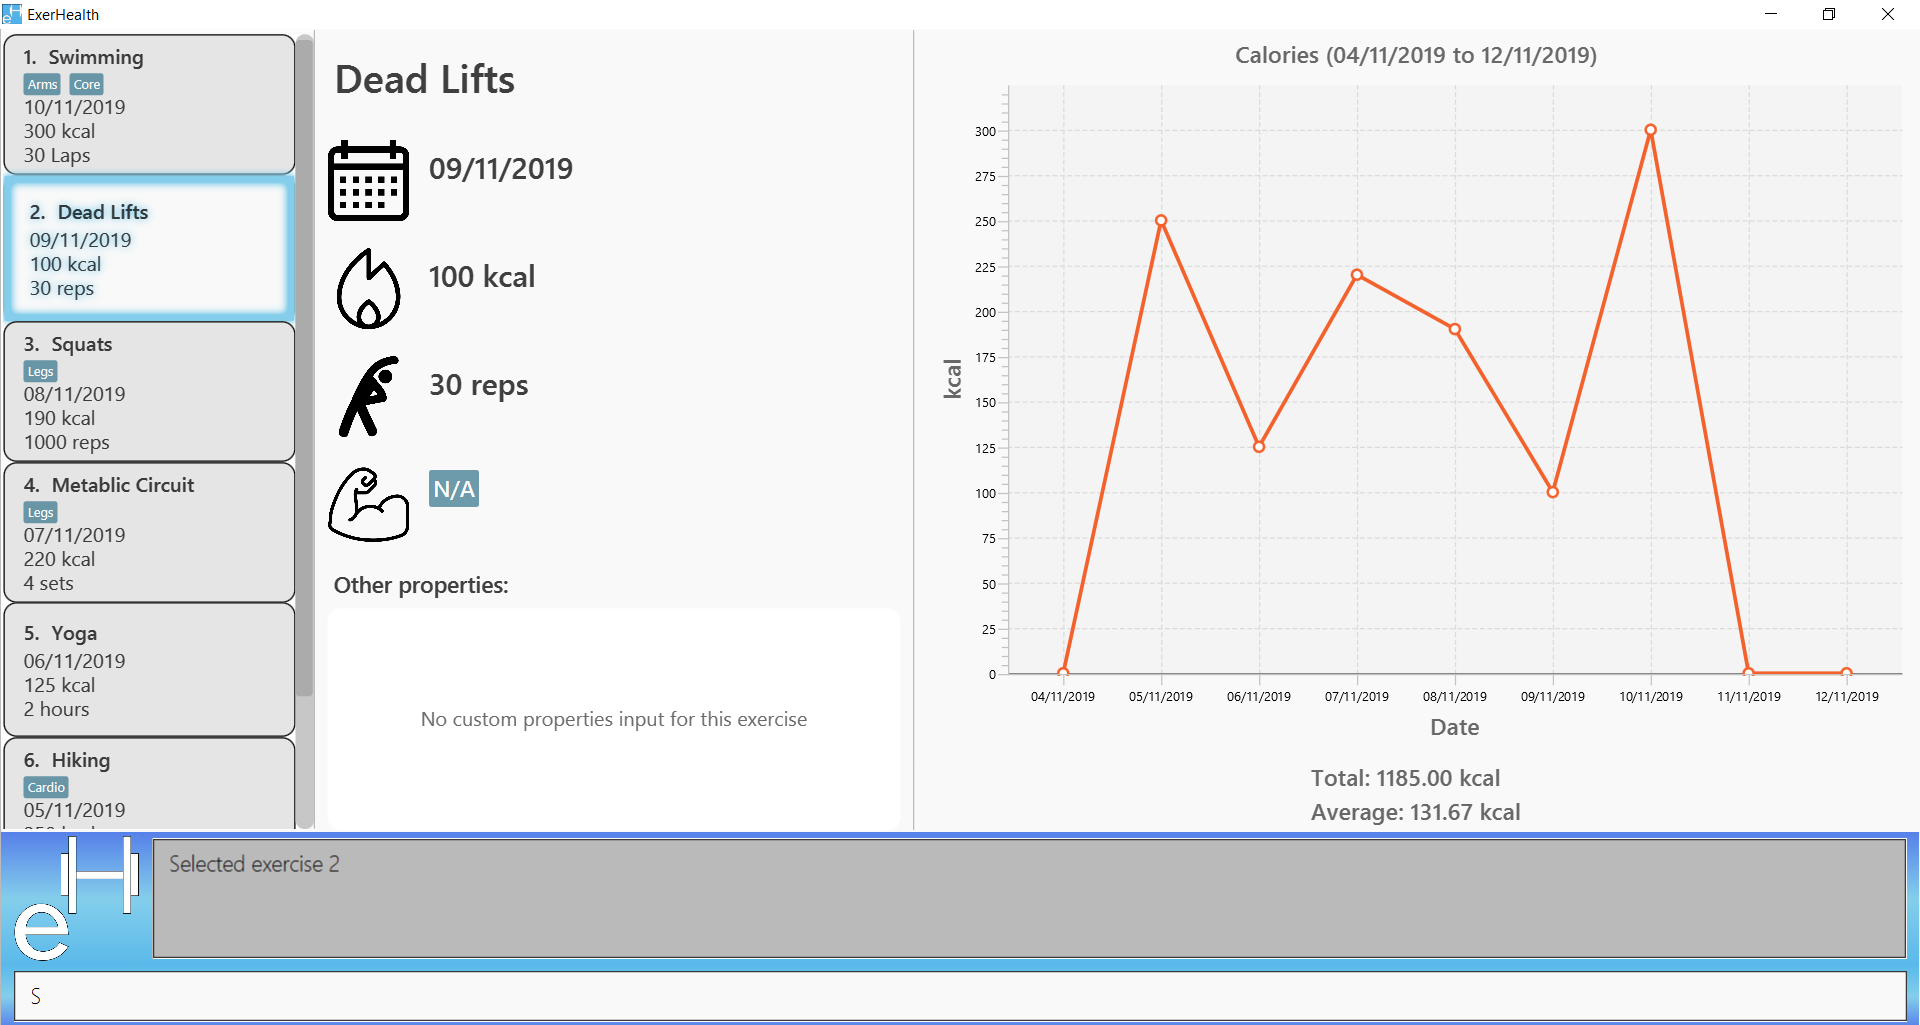 ExerHealth
1. Swimming
Arms Core
10/11/2019
300 kcal
30 Laps
2. Dead Lifts
09/11/2019
100 kcal
30 reps
3. Squats
Legs
08/11/2019
190 kcal
1000 reps
4. Metablic Circuit
Legs
07/11/2019
220 kcal
4 sets
5. Yoga
06/11/2019
125 kcal
2 hours
6. Hiking
Cardio
05/11/2019
Dead Lifts
09/11/2019
100 kcal
30 reps
N/A
Other properties:
No custom properties input for this exercise
Calories (04/11/2019 to 12/11/2019)
kcal
300
275
250
225
200
175
150
125
100
75
50
25
0
04/11/2019 05/11/2019 06/11/2019 07/11/2019 08/11/2019 09/11/2019 10/11/2019 11/11/2019 12/11/2019
Date
Total: 1185.00 kcal
Average: 131.67 kcal
eH
Selected exercise 2
S